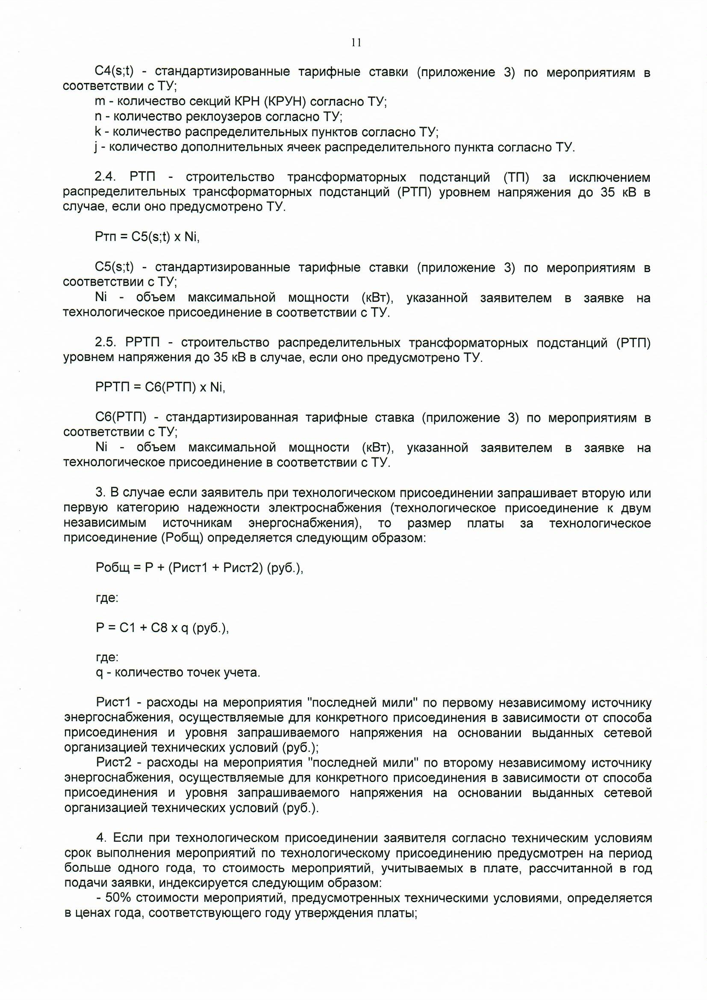 11
C4(s;t) - стандартизированные тарифные ставки (приложение 3) по мероприятиям в
соответствии с ТУ;
m - количество секций КРН (КРУН) согласно ТУ;
n - количество реклоузеров согласно ТУ;
k - количество распределительных пунктов согласно ТУ;
j - количество дополнительных ячеек распределительного пункта согласно ТУ.
2.4. РТП - строительство трансформаторных подстанций (ТП) за исключением
распределительных трансформаторных подстанций (РТП) уровнем напряжения до 35 кВ в
случае, если оно предусмотрено ТУ.
Ртп = C5(s;t) x Ni,
C5(s;t) - стандартизированные тарифные ставки (приложение 3) по мероприятиям в
соответствии с ТУ;
Ni - объем максимальной мощности (кВт), указанной заявителем в заявке на
технологическое присоединение в соответствии с ТУ.
2.5. РРТП - строительство распределительных трансформаторных подстанций (РТП)
уровнем напряжения до 35 кВ в случае, если оно предусмотрено ТУ.
РРТП = C6(РТП) x Ni,
C6(РТП) - стандартизированная тарифные ставка (приложение 3) по мероприятиям в
соответствии с ТУ;
Ni - объем максимальной мощности (кВт), указанной заявителем в заявке на
технологическое присоединение в соответствии с ТУ.
3. В случае если заявитель при технологическом присоединении запрашивает вторую или
первую категорию надежности электроснабжения (технологическое присоединение к двум
независимым источникам энергоснабжения), то размер платы за технологическое
присоединение (Робщ) определяется следующим образом:
Робщ = Р + (Рист1 + Рист2) (руб.),
где:
Р = С1 + С8 x q (руб.),
где:
q - количество точек учета.
Рист1 - расходы на мероприятия "последней мили" по первому независимому источнику
энергоснабжения, осуществляемые для конкретного присоединения в зависимости от способа
присоединения и уровня запрашиваемого напряжения на основании выданных сетевой
организацией технических условий (руб.);
Рист2 - расходы на мероприятия "последней мили" по второму независимому источнику
энергоснабжения, осуществляемые для конкретного присоединения в зависимости от способа
присоединения и уровня запрашиваемого напряжения на основании выданных сетевой
организацией технических условий (руб.).
4. Если при технологическом присоединении заявителя согласно техническим условиям
срок выполнения мероприятий по технологическому присоединению предусмотрен на период
больше одного года, то стоимость мероприятий, учитываемых в плате, рассчитанной в год
подачи заявки, индексируется следующим образом:
- 50% стоимости мероприятий, предусмотренных техническими условиями, определяется
в ценах года, соответствующего году утверждения платы;